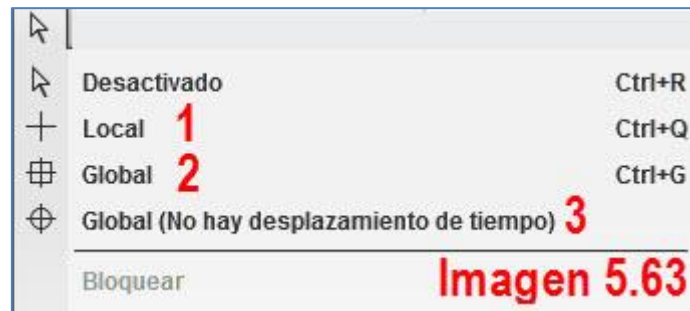 Desactivado Ctrl+R
Local 1 Ctrl+Q
Global 2 Ctrl+G
Global (No hay desplazamiento de tiempo) 3
Bloquear Imagen 5.63